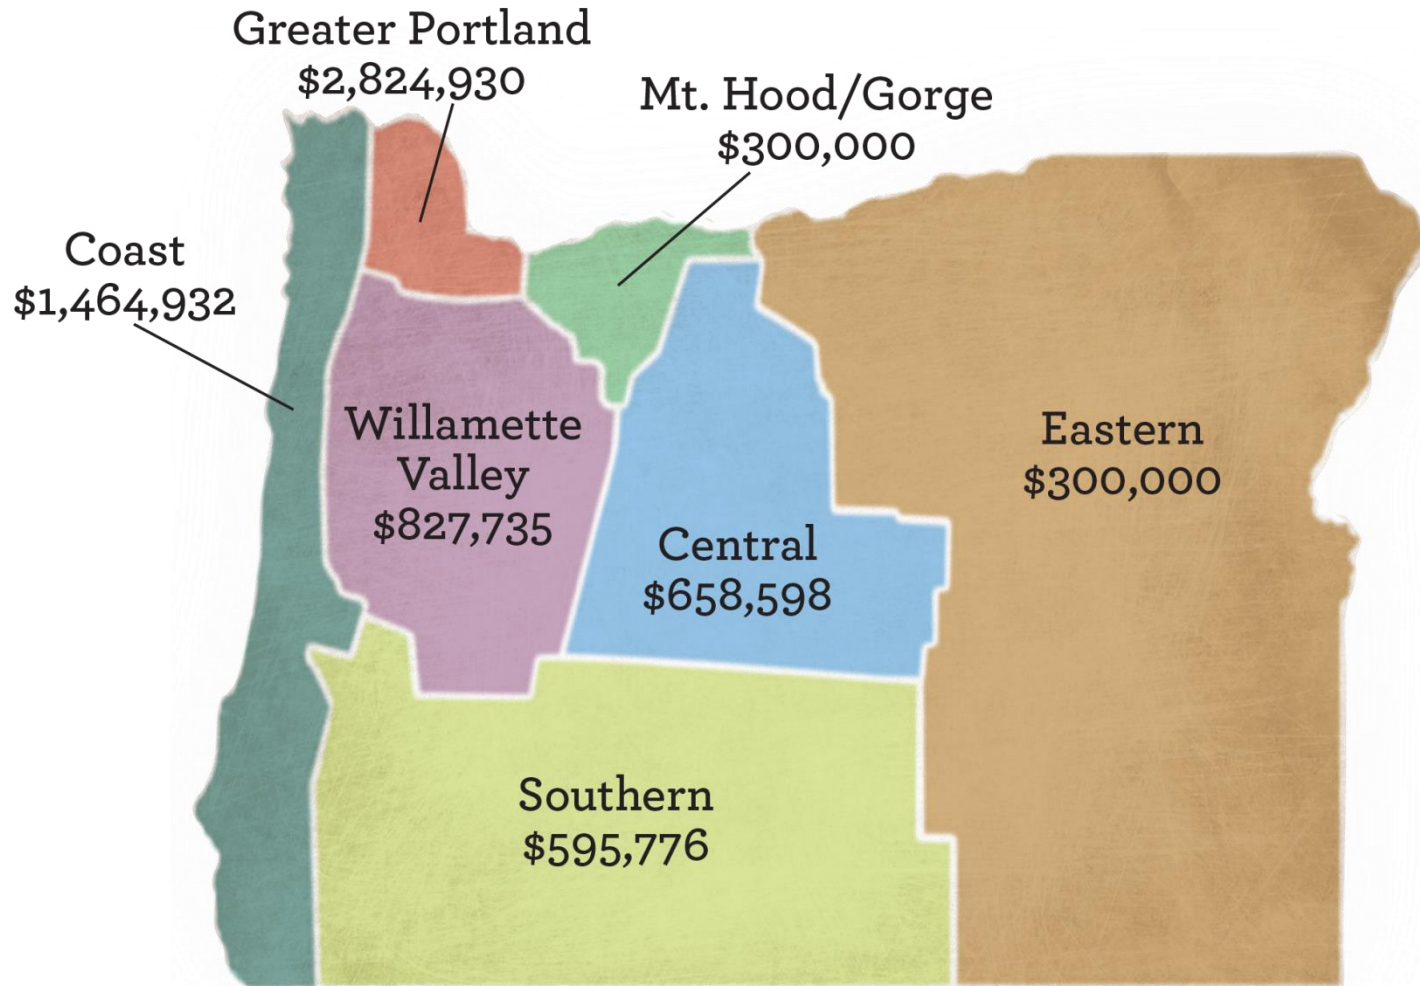 Greater Portland
$2,824,930
Mt. Hood/Gorge
$300,000
Coast
$1,464,932
Willamette
Valley
$827,735
Eastern
$300,000
Central
$658,598
Southern
$595,776